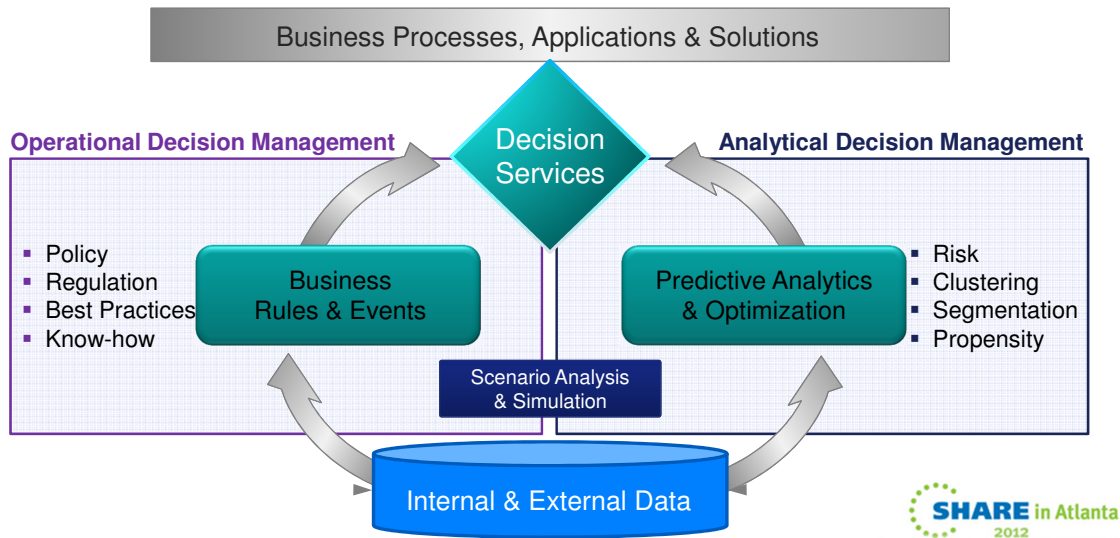 Business Processes, Applications & Solutions
Operational Decision Management
Decision
Services
Analytical Decision Management
▪ Policy
▪ Regulation
▪ Best Practices
▪ Know-how
Business
Rules & Events
Predictive Analytics
& Optimization
▪ Risk
▪ Clustering
▪ Segmentation
▪ Propensity
Scenario Analysis
& Simulation
Internal & External Data
SHARE in Atlanta
2012